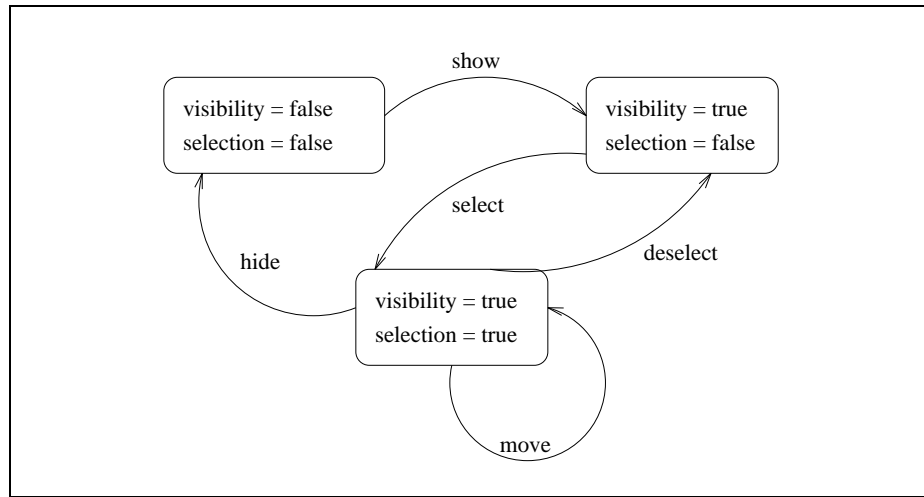 show
visibility = false
selection = false
visibility = true
selection = false
select
deselect
hide
visibility = true
selection = true
move